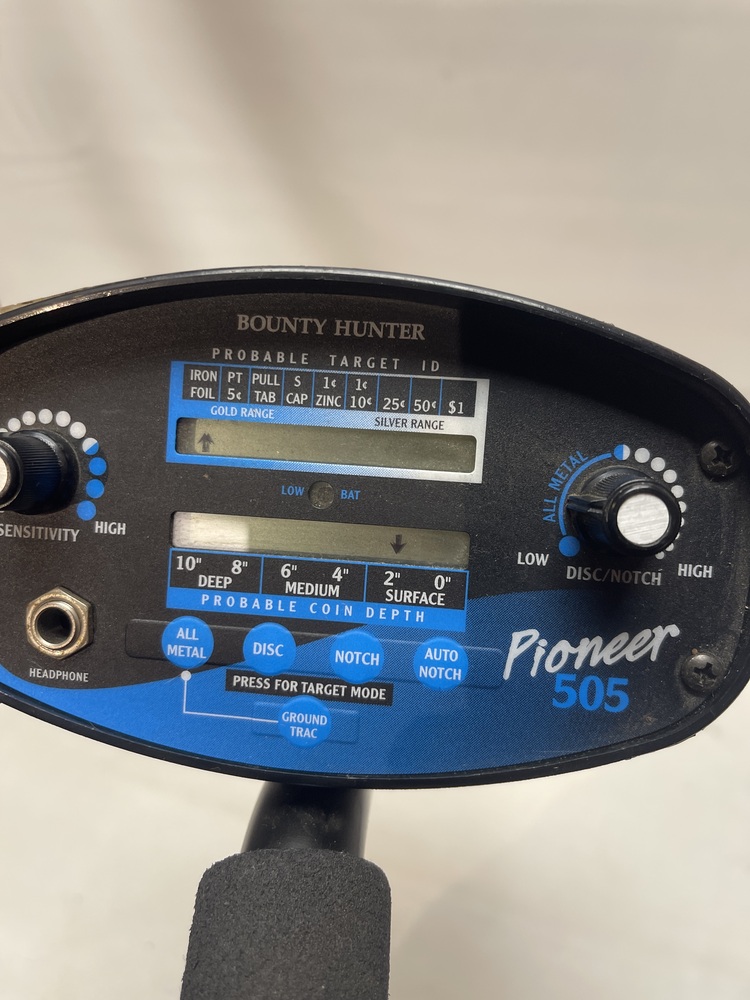 BOUNTY HUNTER
PROBABLE TARGET ID
IRON PT PULL S 1¢ 1¢
FOIL 5¢ TAB CAP ZINC 10¢ 25¢ 50¢ $1
GOLD RANGE SILVER RANGE
LOW BAT
10" 8" 6" 4" 2" 0"
DEEP MEDIUM SURFACE
PROBABLE COIN DEPTH
SENSITIVITY HIGH
HEADPHONE
ALL METAL
LOW DISC/NOTCH HIGH
ALL
METAL
DISC
NOTCH
AUTO
NOTCH
PRESS FOR TARGET MODE
GROUND
TRAC
Pioneer
505